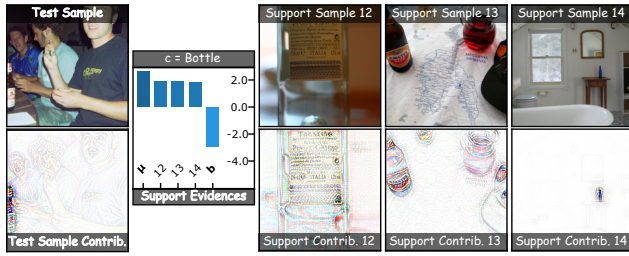 Test Sample
c = Bottle
2.0
0.0
-2.0
-4.0
μ
12
13
14
b
Support Evidences
Test Sample Contrib.
Support Sample 12
Support Sample 13
Support Sample 14
Support Contrib. 12
Support Contrib. 13
Support Contrib. 14